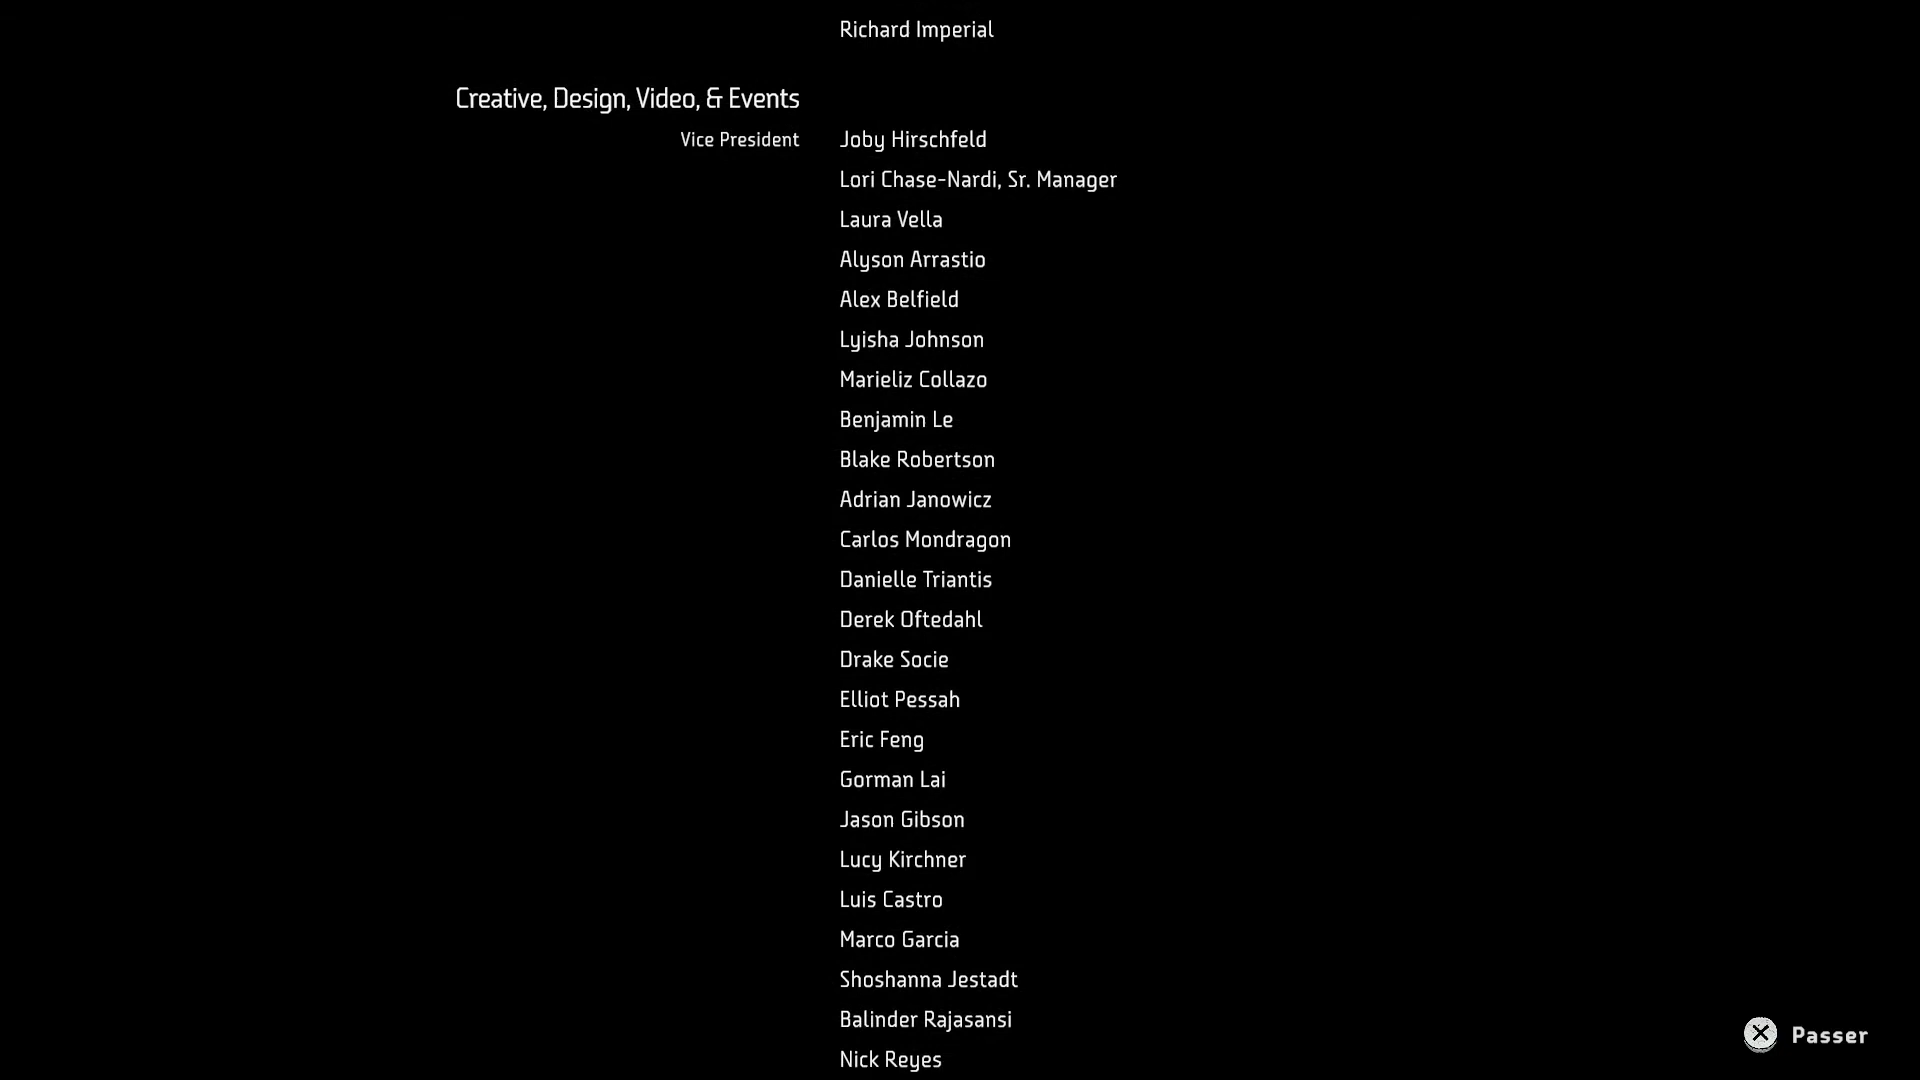 Richard Imperial
Creative, Design, Video, & Events
Vice President Joby Hirschfeld
Lori Chase-Nardi, Sr. Manager
Laura Vella
Alyson Arrastio
Alex Belfield
Lyisha Johnson
Marieliz Collazo
Benjamin Le
Blake Robertson
Adrian Janowicz
Carlos Mondragon
Danielle Triantis
Derek Oftedahl
Drake Socie
Elliot Pessah
Eric Feng
Gorman Lai
Jason Gibson
Lucy Kirchner
Luis Castro
Marco Garcia
Shoshanna Jestadt
Balinder Rajasansi
Nick Reyes
Passer